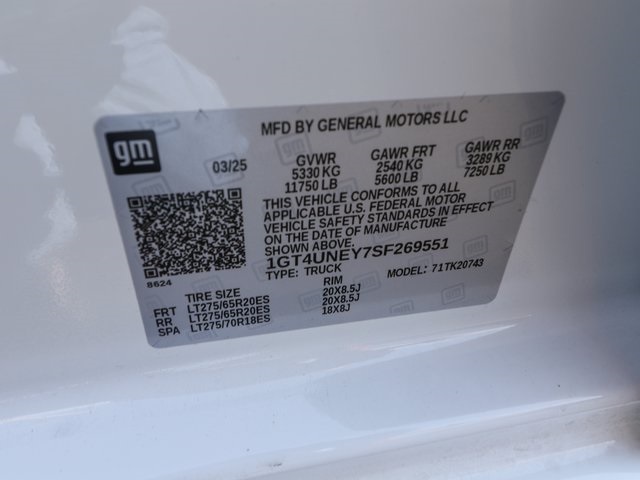 MFD BY GENERAL MOTORS LLC
gm
03/25
GVWR GAWR FRT GAWR RR
5330 KG 2540 KG 3289 KG
11750 LB 5600 LB 7250 LB
THIS VEHICLE CONFORMS TO ALL
APPLICABLE U.S. FEDERAL MOTOR
VEHICLE SAFETY STANDARDS IN EFFECT
ON THE DATE OF MANUFACTURE
SHOWN ABOVE.
1GT4UNEY7SF269551
8624
TYPE: TRUCK MODEL: 71TK20743
TIRE SIZE RIM
FRT LT275/65R20ES 20X8.5J
RR LT275/65R20ES 20X8.5J
SPA LT275/70R18ES 18X8J